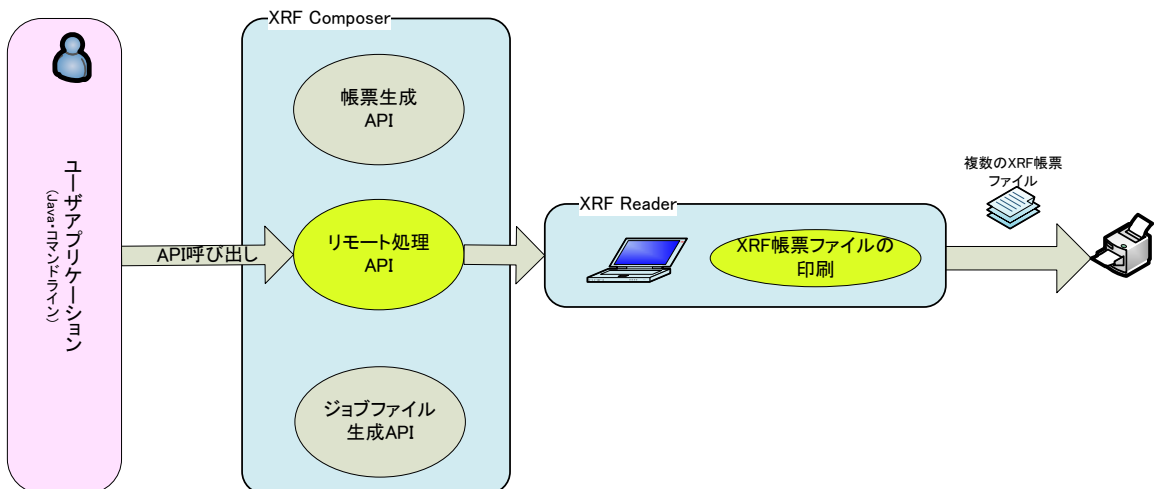 XRF Composer
帳票生成
API
ユーザアプリケーション
(Java・コマンドライン)
API呼び出し
リモート処理
API
ジョブファイル
生成API
XRF Reader
XRF帳票ファイルの
印刷
複数のXRF帳票
ファイル